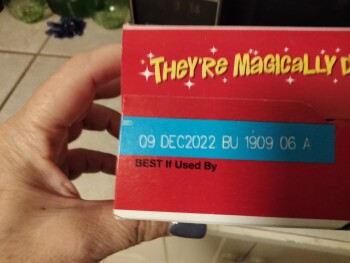 THEY'RE MAGICALLY D
09 DEC2022 BU 1909 06 A
BEST If Used By